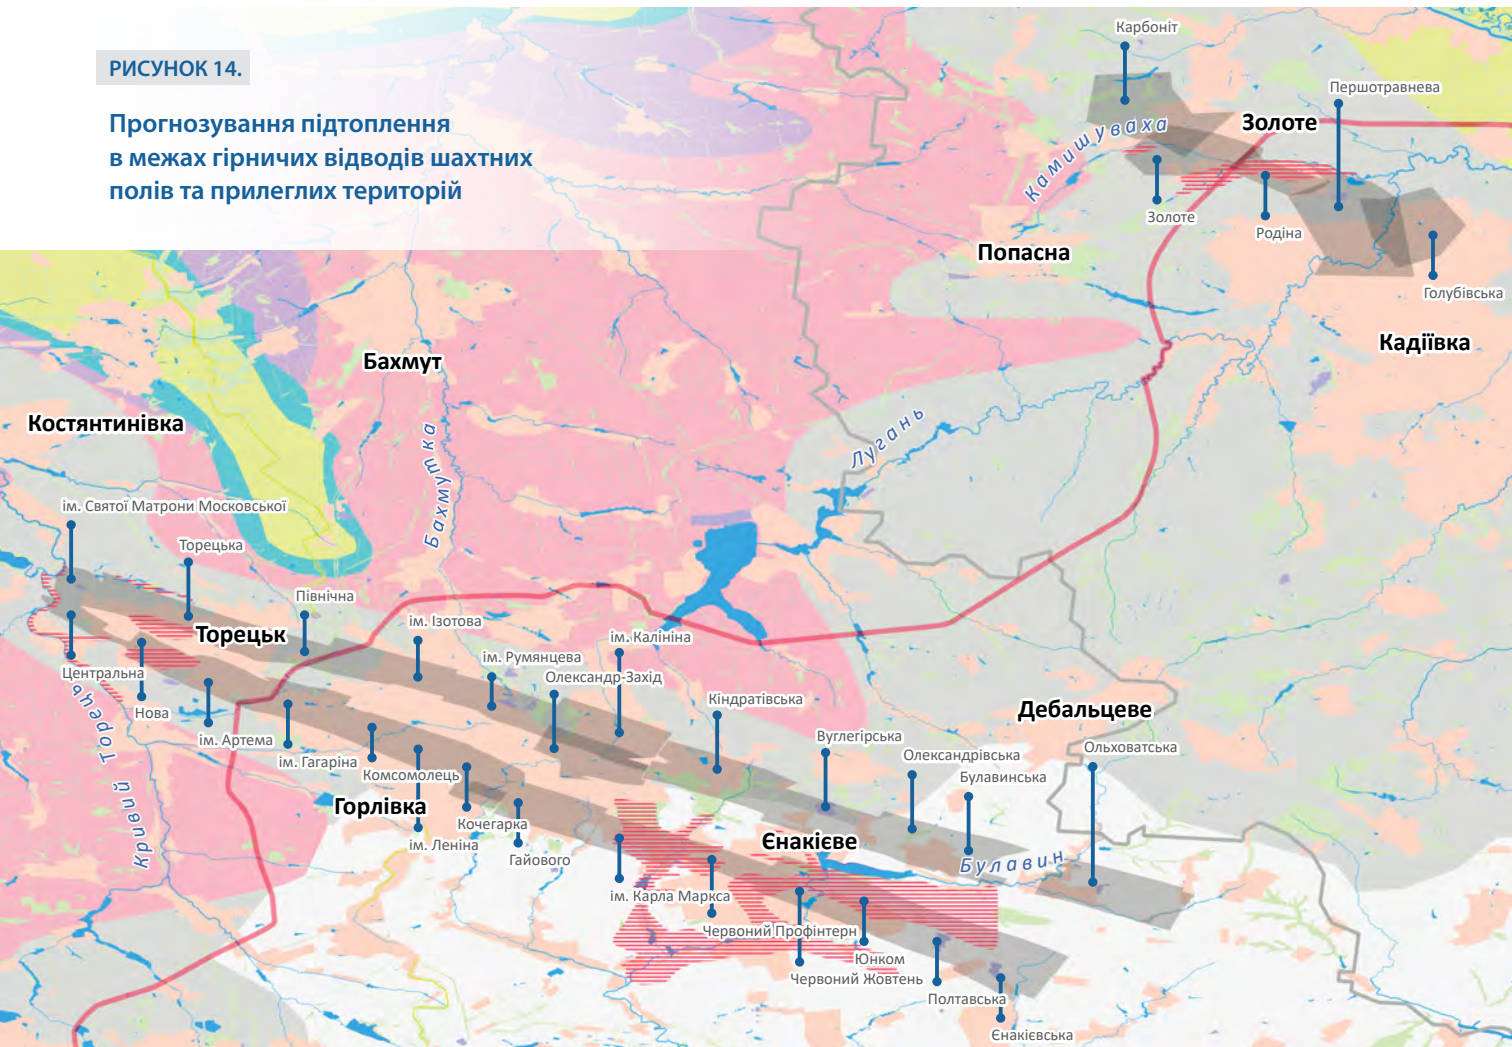 РИСУНОК 14.
Прогнозування підтоплення
в межах гірничих відводів шахтних
полів та прилеглих територій
Карбоніт
Першотравнева
Золоте
Камишуваха
Золоте
Родіна
Попасна
Голубівська
Кадіївка
Бахмут
Костянтинівка
Лугань
Бахмутка
ім. Святої Матрони Московської
Торецька
Північна
ім. Ізотова
Торецьк
ім. Калініна
ім. Румянцева
Олександр-Захід
Центральна
Кіндратівська
Нова
Дебальцеве
ім. Артема
Вуглегірська
Ольховатська
Олександрівська
ім. Гагаріна
Комсомолець
Булавинська
Кривий Торець
Горлівка
Кочегарка
Єнакієве
ім. Леніна
Гайового
Булавин
ім. Карла Маркса
Червоний Профінтерн
Юнком
Червоний Жовтень
Полтавська
Єнакієвська